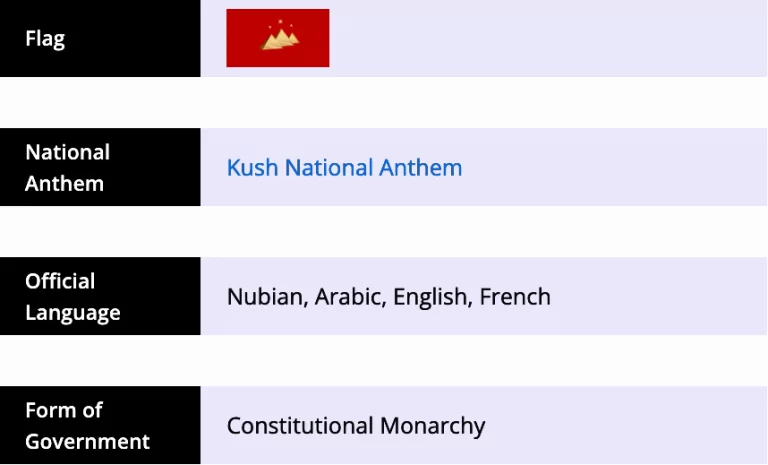 Flag
National
Anthem
Kush National Anthem
Official
Language
Nubian, Arabic, English, French
Form of
Government
Constitutional Monarchy